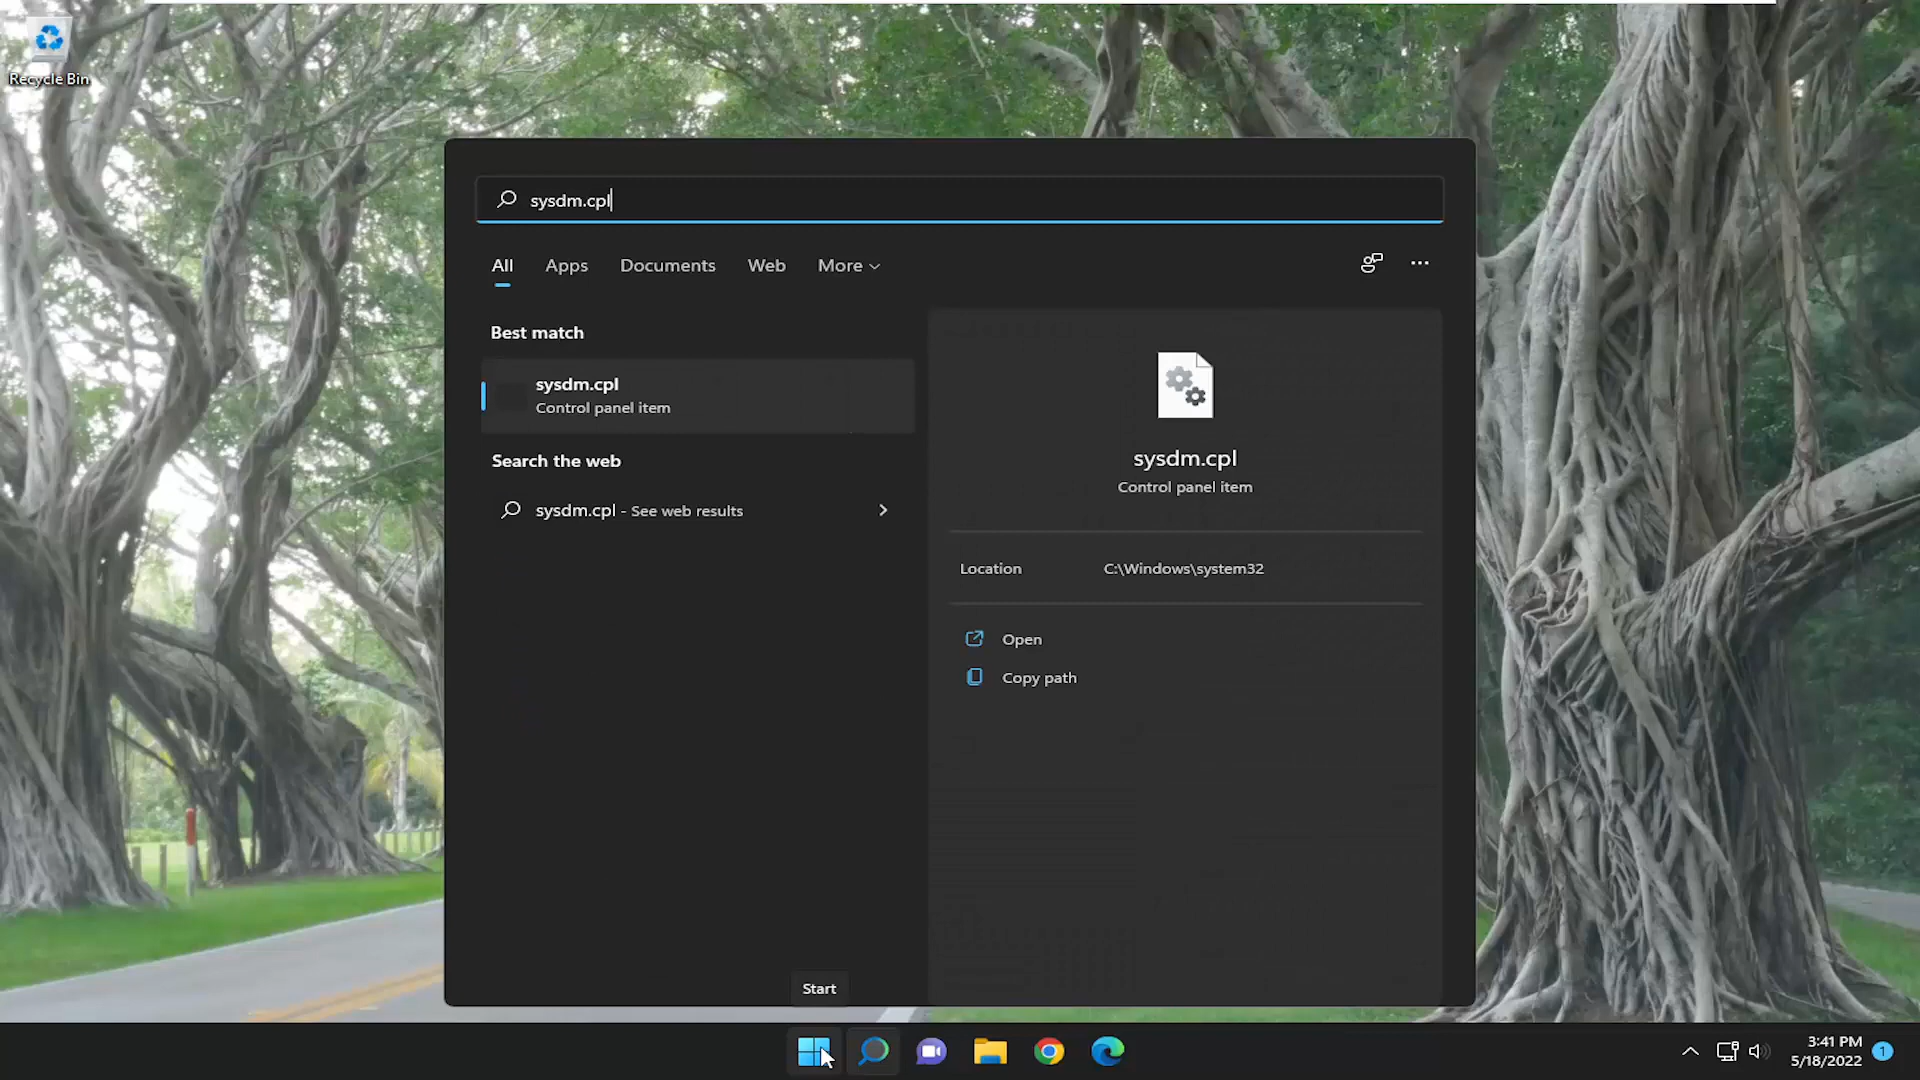 Recycle Bin
sysdm.cpl
All Apps Documents Web More
Best match
sysdm.cpl
Control panel item
Search the web
sysdm.cpl - See web results
sysdm.cpl
Control panel item
Location C:\Windows\system32
Open
Copy path
Start
3:41 PM
5/18/2022
1